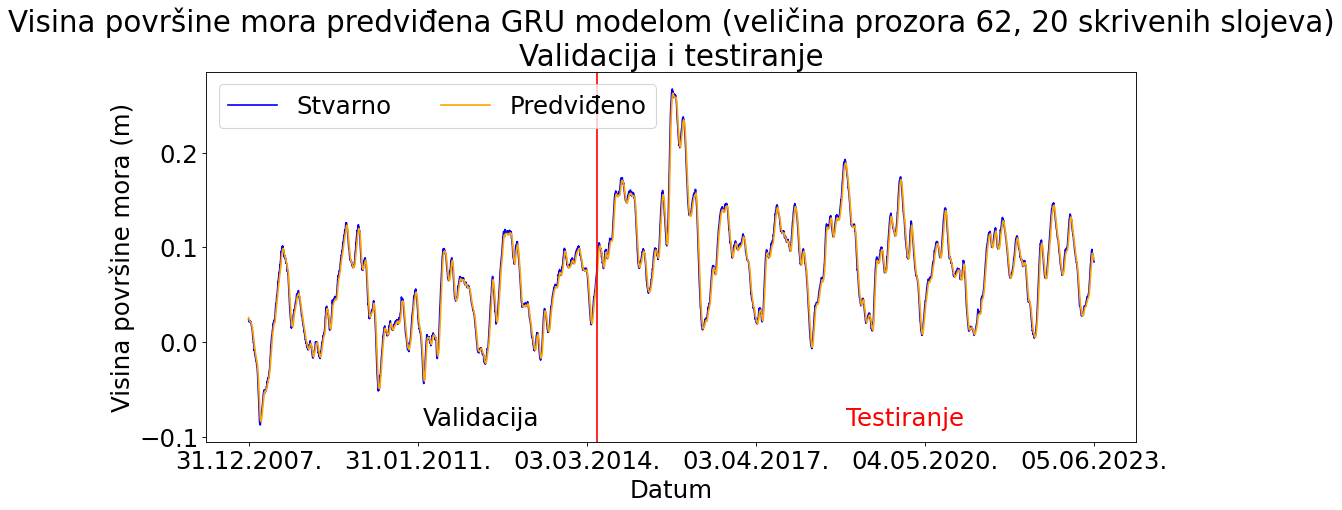 Visina površine mora predviđena GRU modelom (veličina prozora 62, 20 skrivenih slojeva)
Validacija i testiranje
Stvarno Predviđeno
Visina površine mora (m)
0.2
0.1
0.0
−0.1
Validacija
Testiranje
31.12.2007. 31.01.2011. 03.03.2014. 03.04.2017. 04.05.2020. 05.06.2023.
Datum